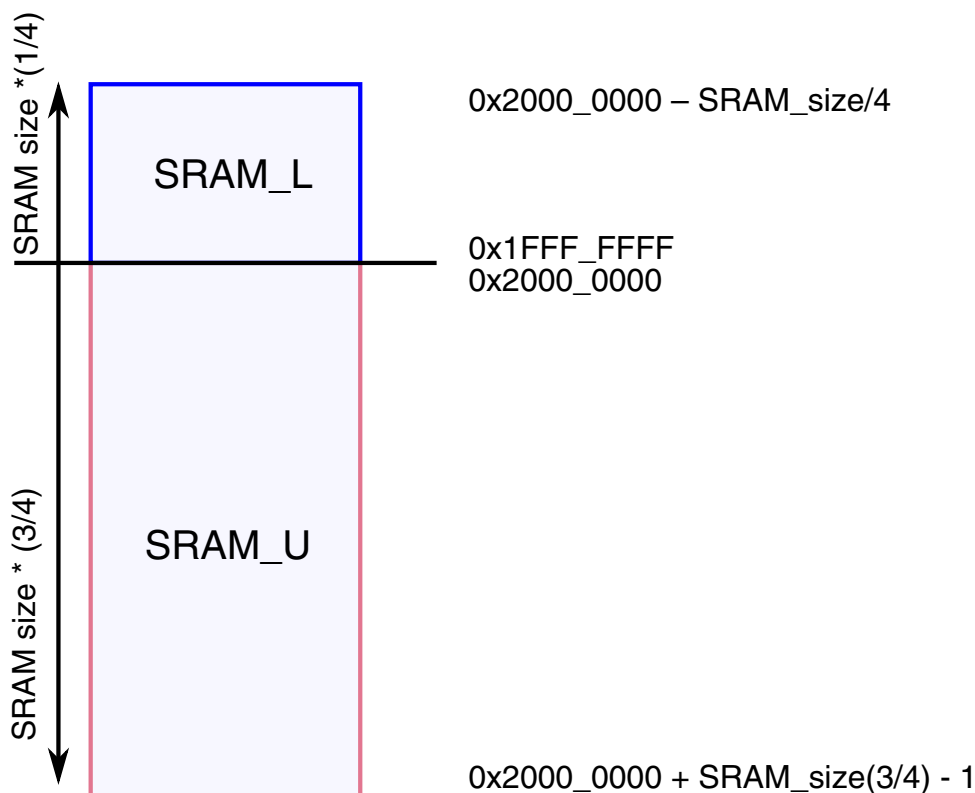 SRAM size *(1/4)
0x2000_0000 – SRAM_size/4
SRAM_L
0x1FFF_FFFF
0x2000_0000
SRAM size * (3/4)
SRAM_U
0x2000_0000 + SRAM_size(3/4) - 1